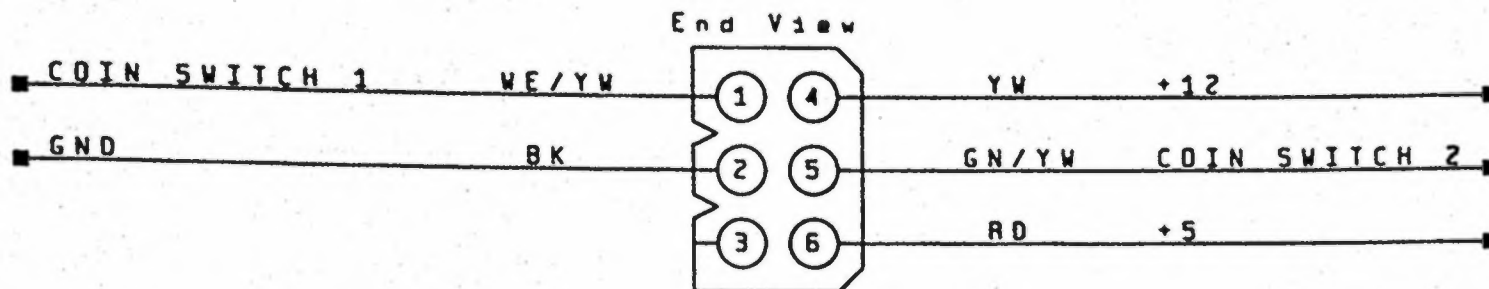 End View
COIN SWITCH 1 WE/YW 1 4 YW +12
GND BK 2 5 GN/YW COIN SWITCH 2
3 6 RD +5